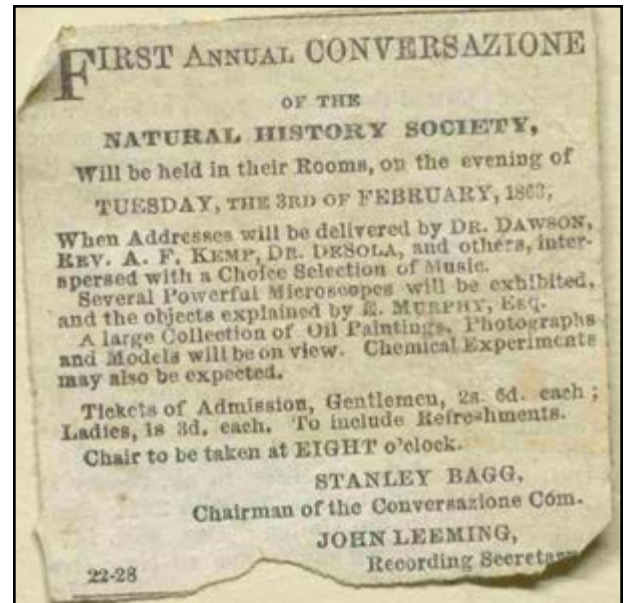 FIRST ANNUAL CONVERSAZIONE
OF THE
NATURAL HISTORY SOCIETY,
Will be held in their Rooms, on the evening of
TUESDAY, THE 3RD OF FEBRUARY, 1863,
When Addresses will be delivered by DR. DAWSON,
REV. A. F. KEMP, DR. DESOLA, and others, inter-
spersed with a Choice Selection of Music.
Several Powerful Microscopes will be exhibited,
and the objects explained by E. MURPHY, ESQ.
A large Collection of Oil Paintings, Photographs
and Models will be on view. Chemical Experiments
may also be expected.
Tickets of Admission, Gentlemen, 2s. 6d. each;
Ladies, 1s 3d. each. To include Refreshments.
Chair to be taken at EIGHT o'clock.
STANLEY BAGG,
Chairman of the Conversazione Com.
JOHN LEEMING,
Recording Secretary
22-28